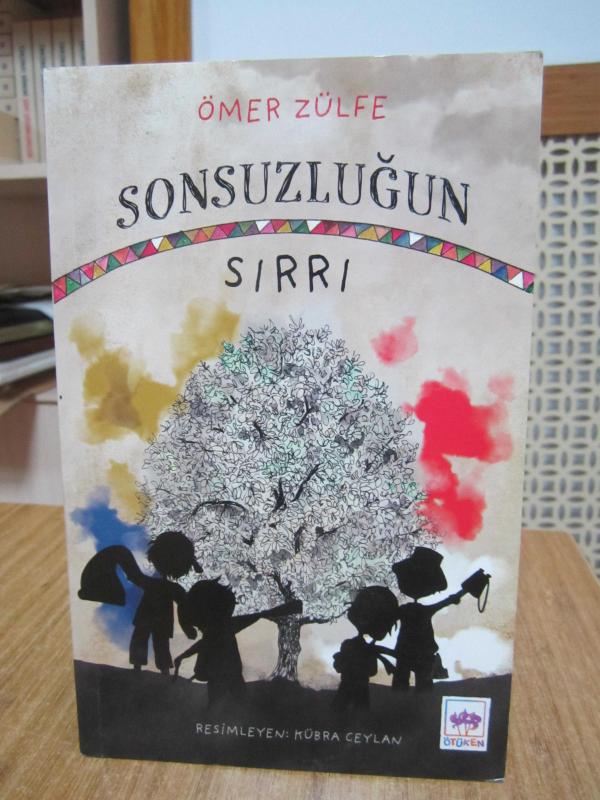 ÖMER ZÜLFE
SONSUZLUĞUN
SIRRI
RESİMLEYEN: KÜBRA CEYLAN
ÖTÜKEN